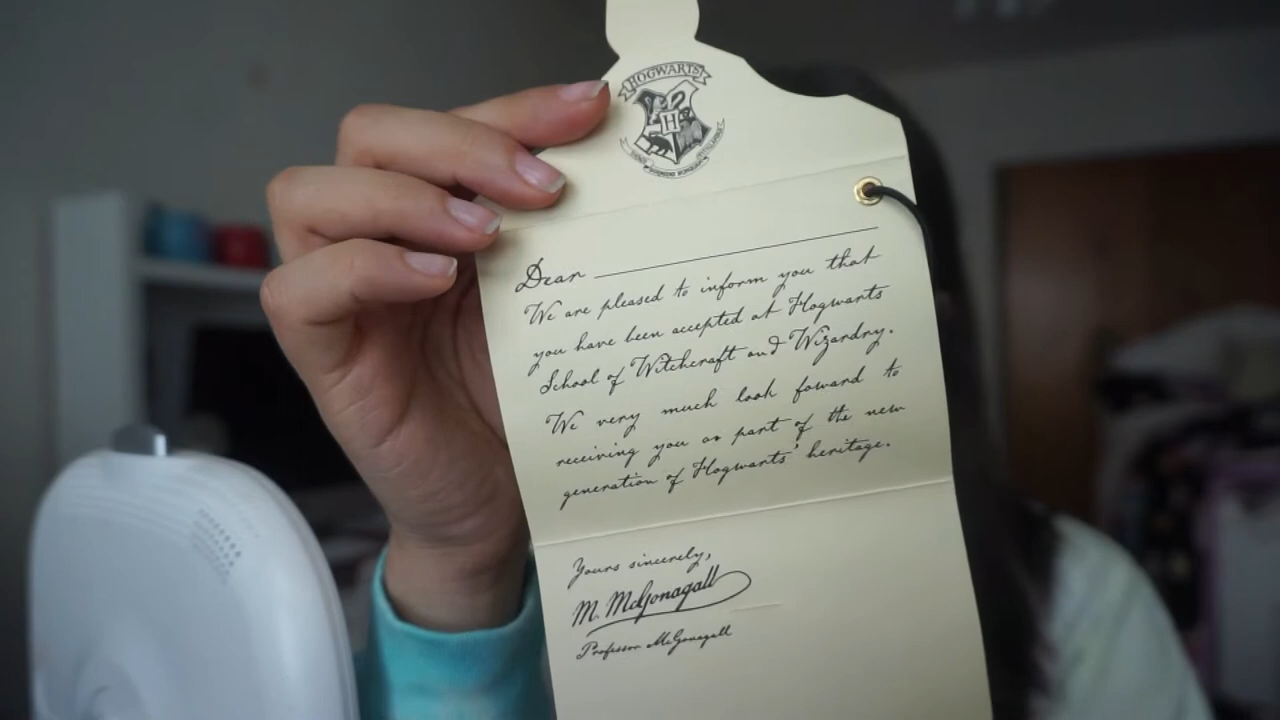 HOGWARTS
H
Dear
We are pleased to inform you that
you have been accepted at Hogwarts
School of Witchcraft and Wizardry.
We very much look foward to
receiving you as part of the new
generation of Hogwarts' heritage.
Yours sincerely,
M. McGonagall
Professor McGonagall